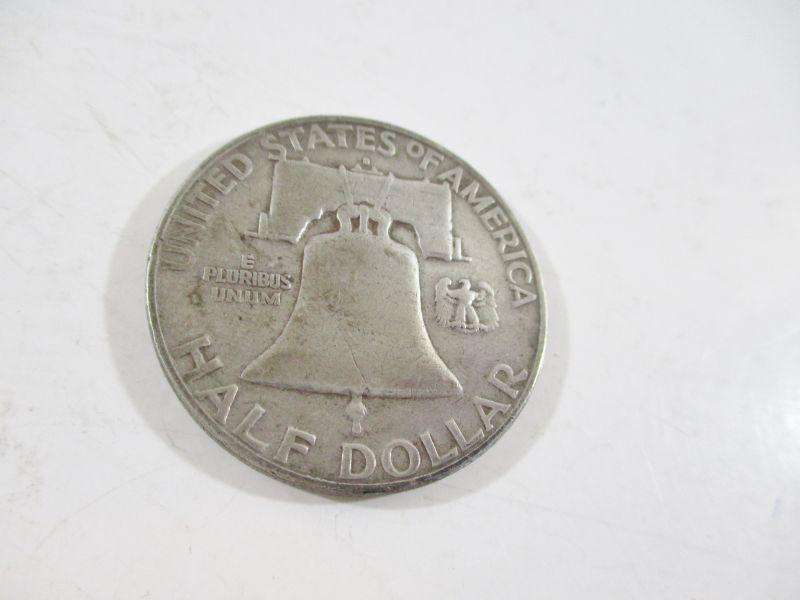 UNITED STATES OF AMERICA
E
PLURIBUS
UNUM
HALF DOLLAR